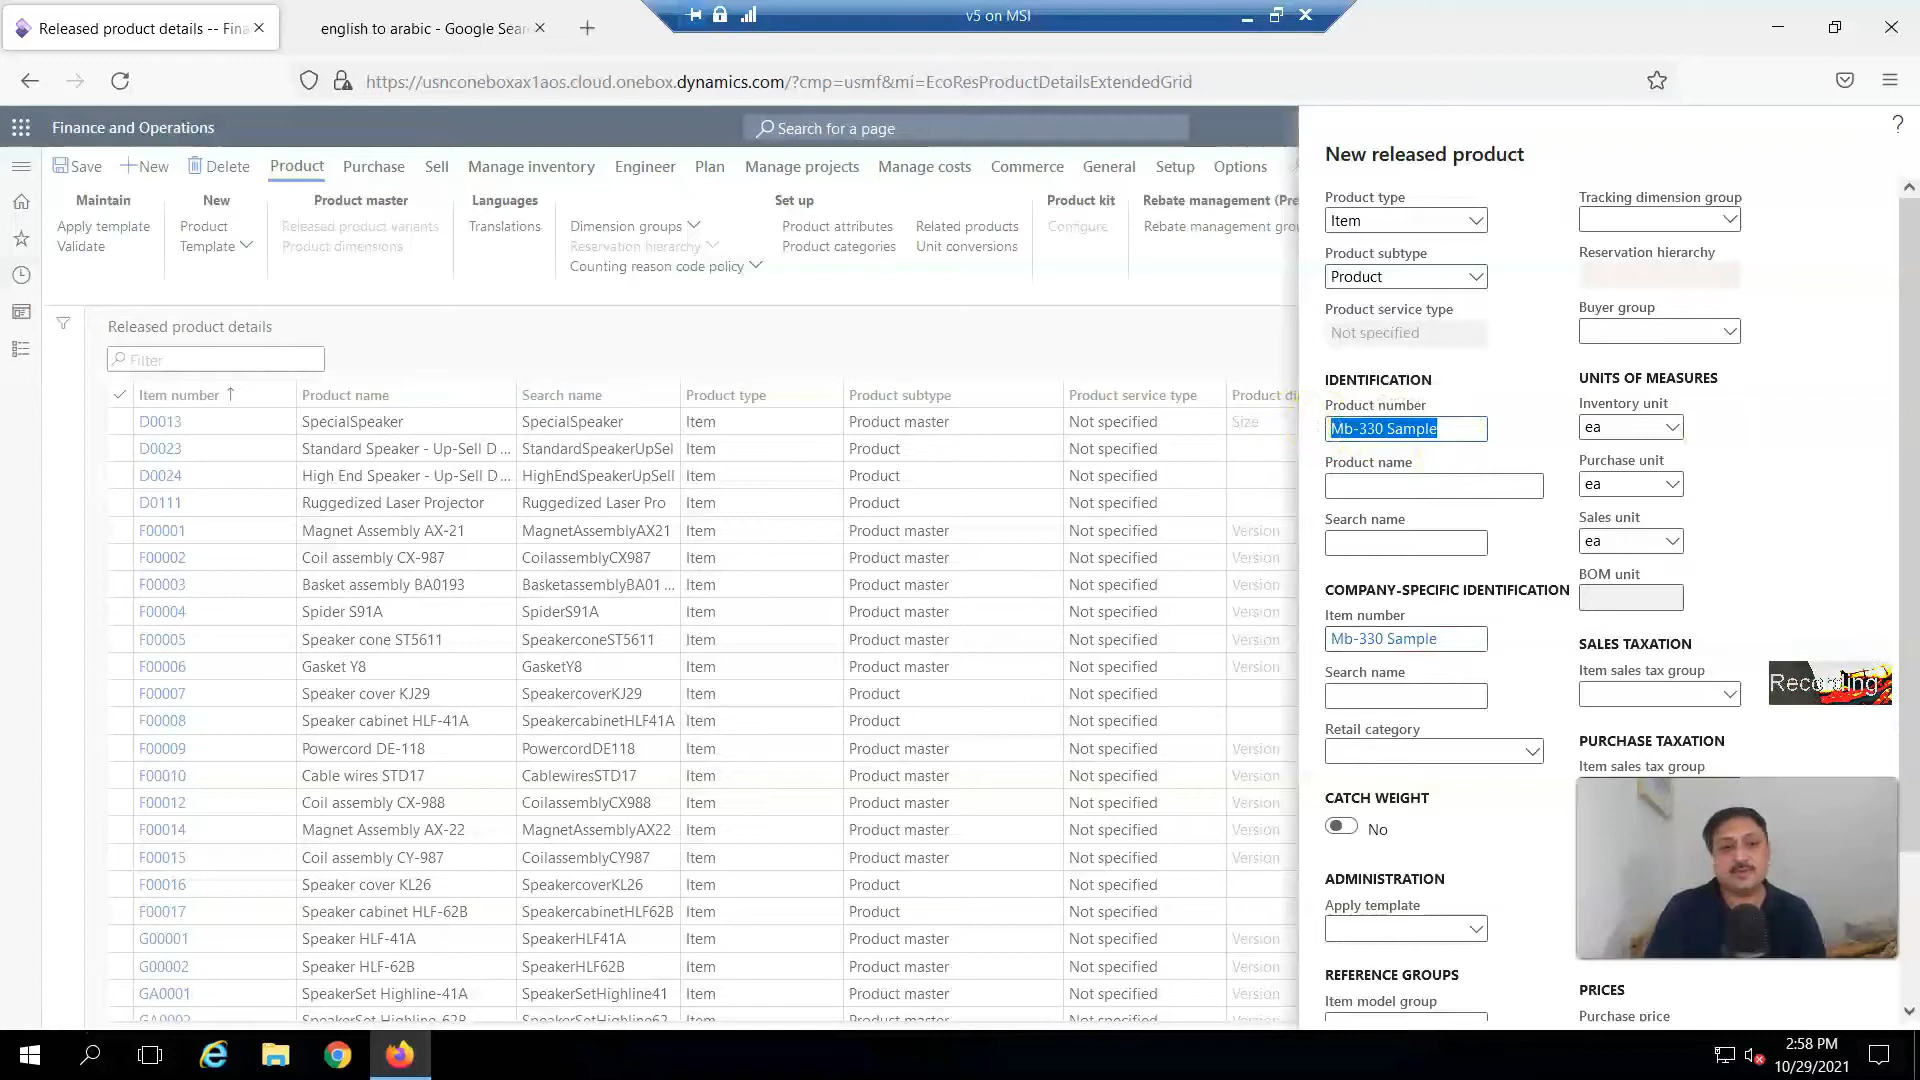 Released product details -- Fina
english to arabic - Google Sear
v5 on MSI
https://usnconeboxax1aos.cloud.onebox.dynamics.com/?cmp=usmf&mi=EcoResProductDetailsExtendedGrid
Finance and Operations
Search for a page
?
Save New Delete Product Purchase Sell Manage inventory Engineer Plan Manage projects Manage costs Commerce General Setup Options
Maintain
Apply template
Validate
New
Product
Template
Product master
Released product variants
Product dimensions
Languages
Translations
Set up
Dimension groups
Reservation hierarchy
Counting reason code policy
Product attributes
Product categories
Related products
Unit conversions
Product kit
Configure
Rebate management (Pre
Rebate management grou
Released product details
Filter
Item number Product name Search name Product type Product subtype Product service type Product di
D0013 SpecialSpeaker SpecialSpeaker Item Product master Not specified Size
D0023 Standard Speaker - Up-Sell D ... StandardSpeakerUpSel Item Product Not specified
D0024 High End Speaker - Up-Sell D ... HighEndSpeakerUpSell Item Product Not specified
D0111 Ruggedized Laser Projector Ruggedized Laser Pro Item Product Not specified
F00001 Magnet Assembly AX-21 MagnetAssemblyAX21 Item Product master Not specified Version
F00002 Coil assembly CX-987 CoilassemblyCX987 Item Product master Not specified Version
F00003 Basket assembly BA0193 BasketassemblyBA01 ... Item Product master Not specified Version
F00004 Spider S91A SpiderS91A Item Product master Not specified Version
F00005 Speaker cone ST5611 SpeakerconeST5611 Item Product master Not specified Version
F00006 Gasket Y8 GasketY8 Item Product master Not specified Version
F00007 Speaker cover KJ29 SpeakercoverKJ29 Item Product Not specified
F00008 Speaker cabinet HLF-41A SpeakercabinetHLF41A Item Product Not specified
F00009 Powercord DE-118 PowercordDE118 Item Product master Not specified Version
F00010 Cable wires STD17 CablewiresSTD17 Item Product master Not specified Version
F00012 Coil assembly CX-988 CoilassemblyCX988 Item Product master Not specified Version
F00014 Magnet Assembly AX-22 MagnetAssemblyAX22 Item Product master Not specified Version
F00015 Coil assembly CY-987 CoilassemblyCY987 Item Product master Not specified Version
F00016 Speaker cover KL26 SpeakercoverKL26 Item Product Not specified
F00017 Speaker cabinet HLF-62B SpeakercabinetHLF62B Item Product Not specified
G00001 Speaker HLF-41A SpeakerHLF41A Item Product master Not specified Version
G00002 Speaker HLF-62B SpeakerHLF62B Item Product master Not specified Version
GA0001 SpeakerSet Highline-41A SpeakerSetHighline41 Item Product master Not specified Version
GA0002 SpeakerSet Highline-62B SpeakerSetHighline62 Item Product master Not specified Version
New released product
Product type
Item
Product subtype
Product
Product service type
Not specified
IDENTIFICATION
Product number
Mb-330 Sample
Product name
Search name
COMPANY-SPECIFIC IDENTIFICATION
Item number
Mb-330 Sample
Search name
Retail category
CATCH WEIGHT
No
ADMINISTRATION
Apply template
REFERENCE GROUPS
Item model group
Tracking dimension group
Reservation hierarchy
Buyer group
UNITS OF MEASURES
Inventory unit
ea
Purchase unit
ea
Sales unit
ea
BOM unit
SALES TAXATION
Item sales tax group
Recording
PURCHASE TAXATION
Item sales tax group
PRICES
Purchase price
2:58 PM
10/29/2021